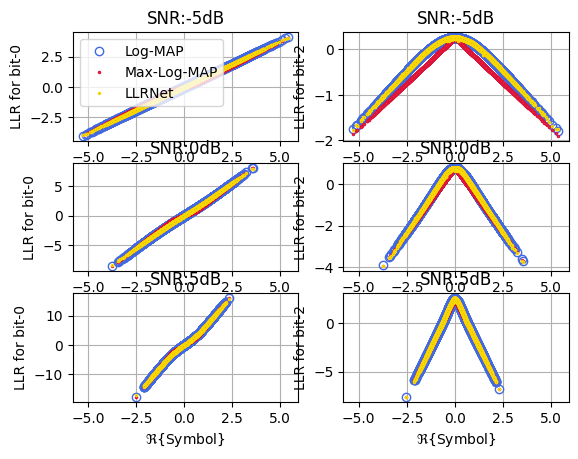 SNR:-5dB
SNR:-5dB
LLR for bit-0
2.5
0.0
−2.5
Log-MAP
Max-Log-MAP
LLRNet
−5.0
−2.5
0.0
2.5
5.0
LLR for bit-2
0
−1
−2
−5.0
−2.5
0.0
2.5
5.0
SNR:0dB
SNR:0dB
LLR for bit-0
5
0
−5
−5.0
−2.5
0.0
2.5
5.0
LLR for bit-2
0
−2
−4
−5.0
−2.5
0.0
2.5
5.0
SNR:5dB
SNR:5dB
LLR for bit-0
10
0
−10
−5.0
−2.5
0.0
2.5
5.0
ℜ{Symbol}
LLR for bit-2
0
−5
−5.0
−2.5
0.0
2.5
5.0
ℜ{Symbol}